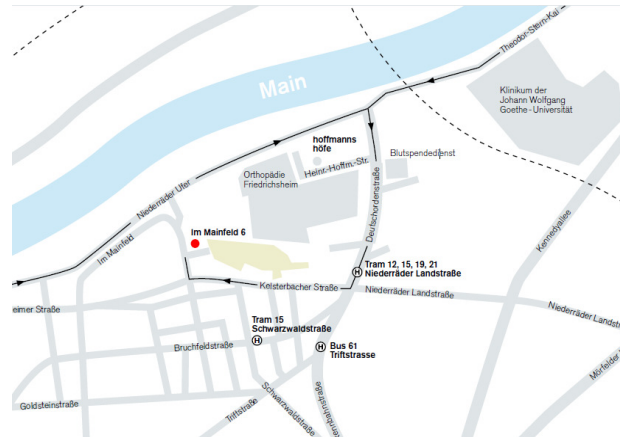 Theodor-Stern-Kai
Main
Klinikum der
Johann Wolfgang
Goethe-Universität
hoffmanns
höfe
Blutspendedienst
Heinr.-Hoffm.-Str.
Orthopädie
Friedrichsheim
Niederräder Ufer
Deutschordenstraße
Kennedyallee
Im Mainfeld 6
Im Mainfeld
H
Tram 12, 15, 19, 21
Niederräder Landstraße
Kelsterbacher Straße
Niederräder Landstraße
Niederräder Landst
eimer Straße
Tram 15
Schwarzwaldstraße
H
Bruchfeldstraße
H
Bus 61
Triftstrasse
Mörfelder
Goldsteinstraße
Triftstraße
Schwarzwaldstraße